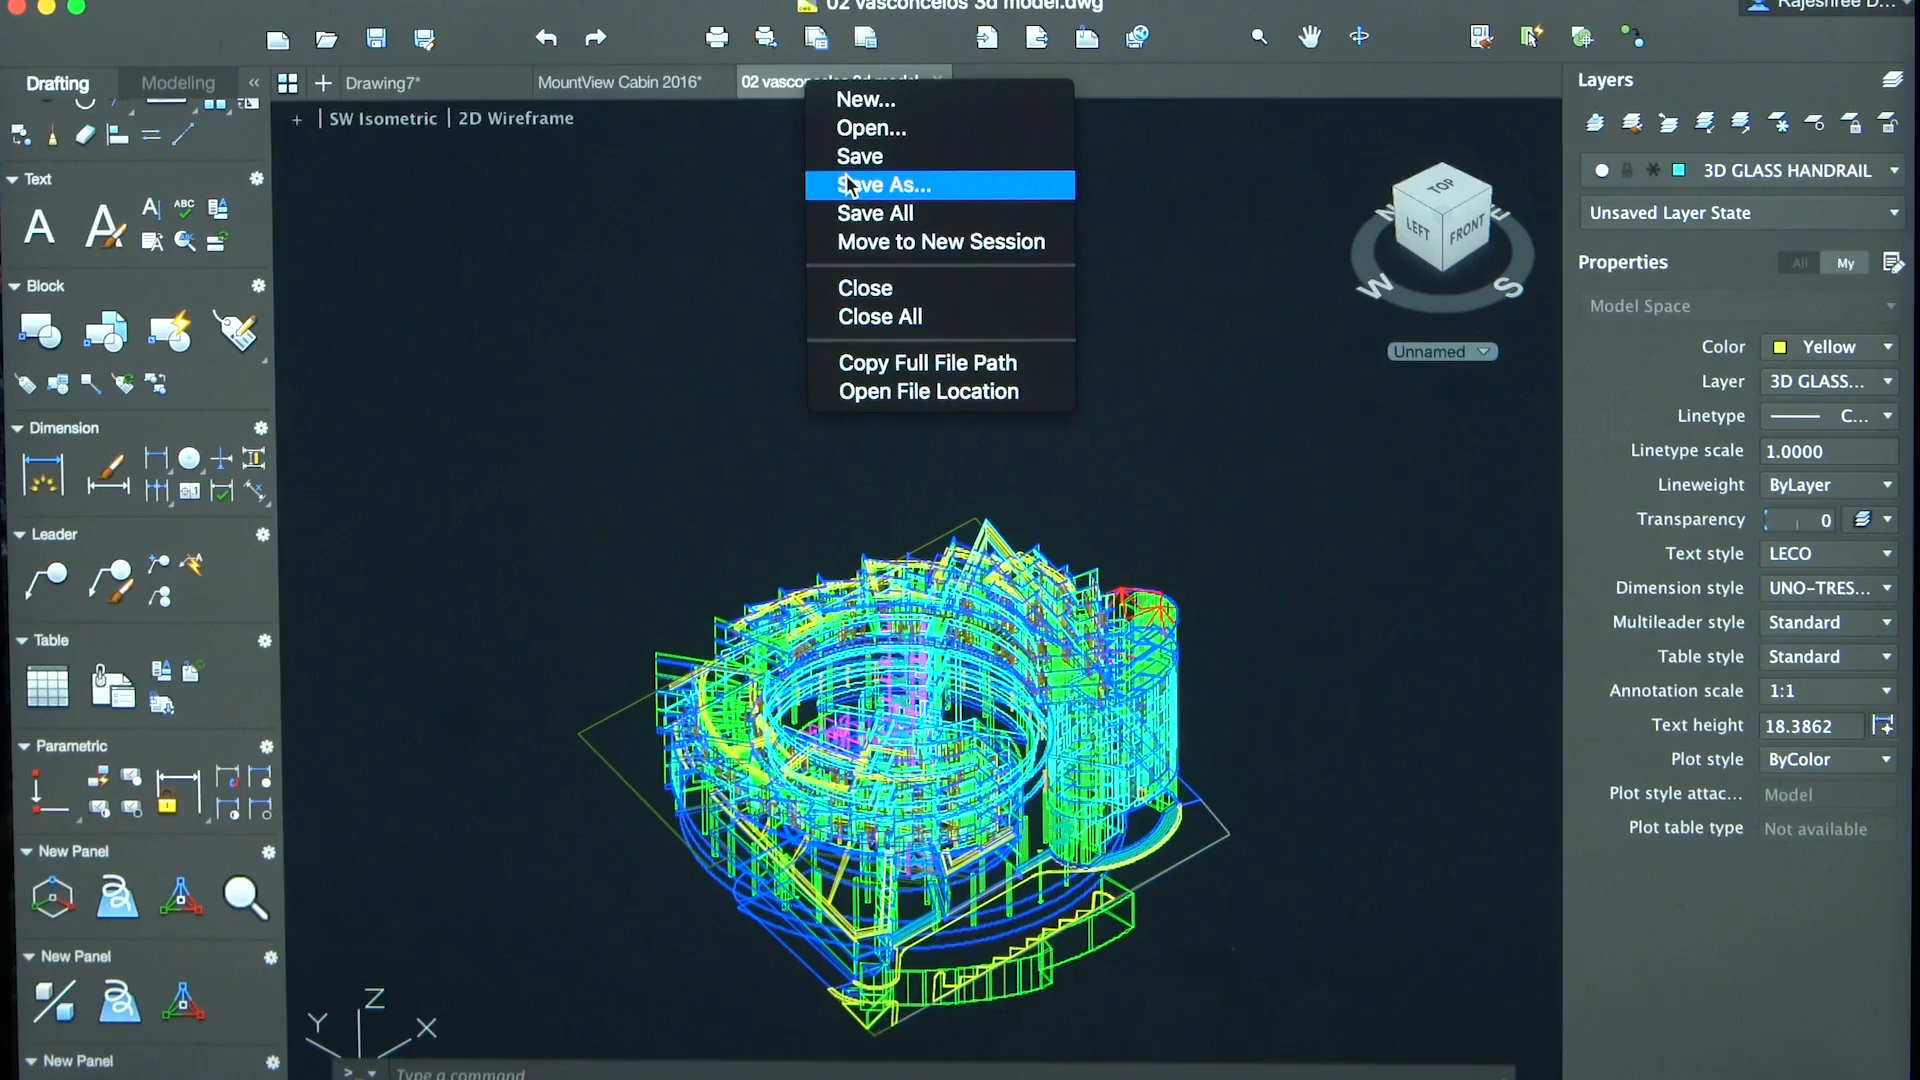 02 vasconcelos 3d model.dwg
Rajeshree D...
Drafting
Modeling
Drawing7*
MountView Cabin 2016*
02 vascon
SW Isometric
2D Wireframe
New...
Open...
Save
Save As...
Save All
Move to New Session
Close
Close All
Copy Full File Path
Open File Location
Text
A
A
A
ABC
Block
Dimension
Leader
Table
Parametric
New Panel
New Panel
New Panel
TOP
LEFT
FRONT
N
E
W
S
Unnamed
Z
Y
X
Type a command
Layers
3D GLASS HANDRAIL
Unsaved Layer State
Properties
All
My
Model Space
Color Yellow
Layer 3D GLASS...
Linetype C...
Linetype scale 1.0000
Lineweight ByLayer
Transparency 0
Text style LECO
Dimension style UNO-TRES...
Multileader style Standard
Table style Standard
Annotation scale 1:1
Text height 18.3862
Plot style ByColor
Plot style attac... Model
Plot table type Not available